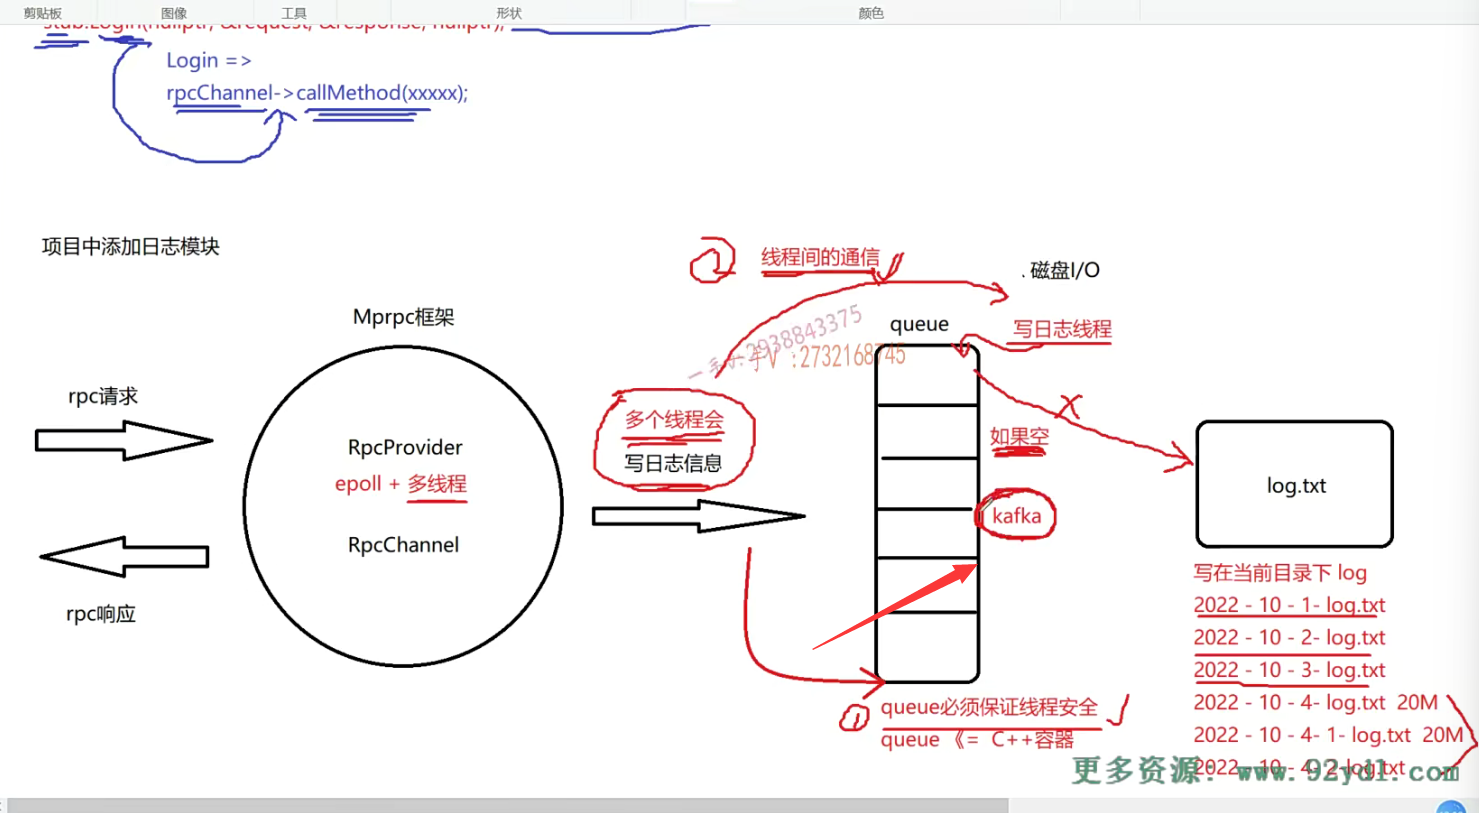 剪贴板
图像
工具
形状
颜色
stub.Login(nullptr, &request, &response, nullptr);
Login =>
rpcChannel->callMethod(xxxxx);
项目中添加日志模块
② 线程间的通信
. 磁盘I/O
Mprpc框架
queue
写日志线程
2938843375
一手V :2732168745
rpc请求
多个线程会
写日志信息
如果空
RpcProvider
epoll + 多线程
RpcChannel
kafka
log.txt
rpc响应
写在当前目录下 log
2022 - 10 - 1- log.txt
2022 - 10 - 2- log.txt
2022 - 10 - 3- log.txt
2022 - 10 - 4- log.txt 20M
2022 - 10 - 4- 1- log.txt 20M
2022 - 10 - 4- 2-log.txt
① queue必须保证线程安全
queue 《= C++容器
更多资源: www.92ydl.com